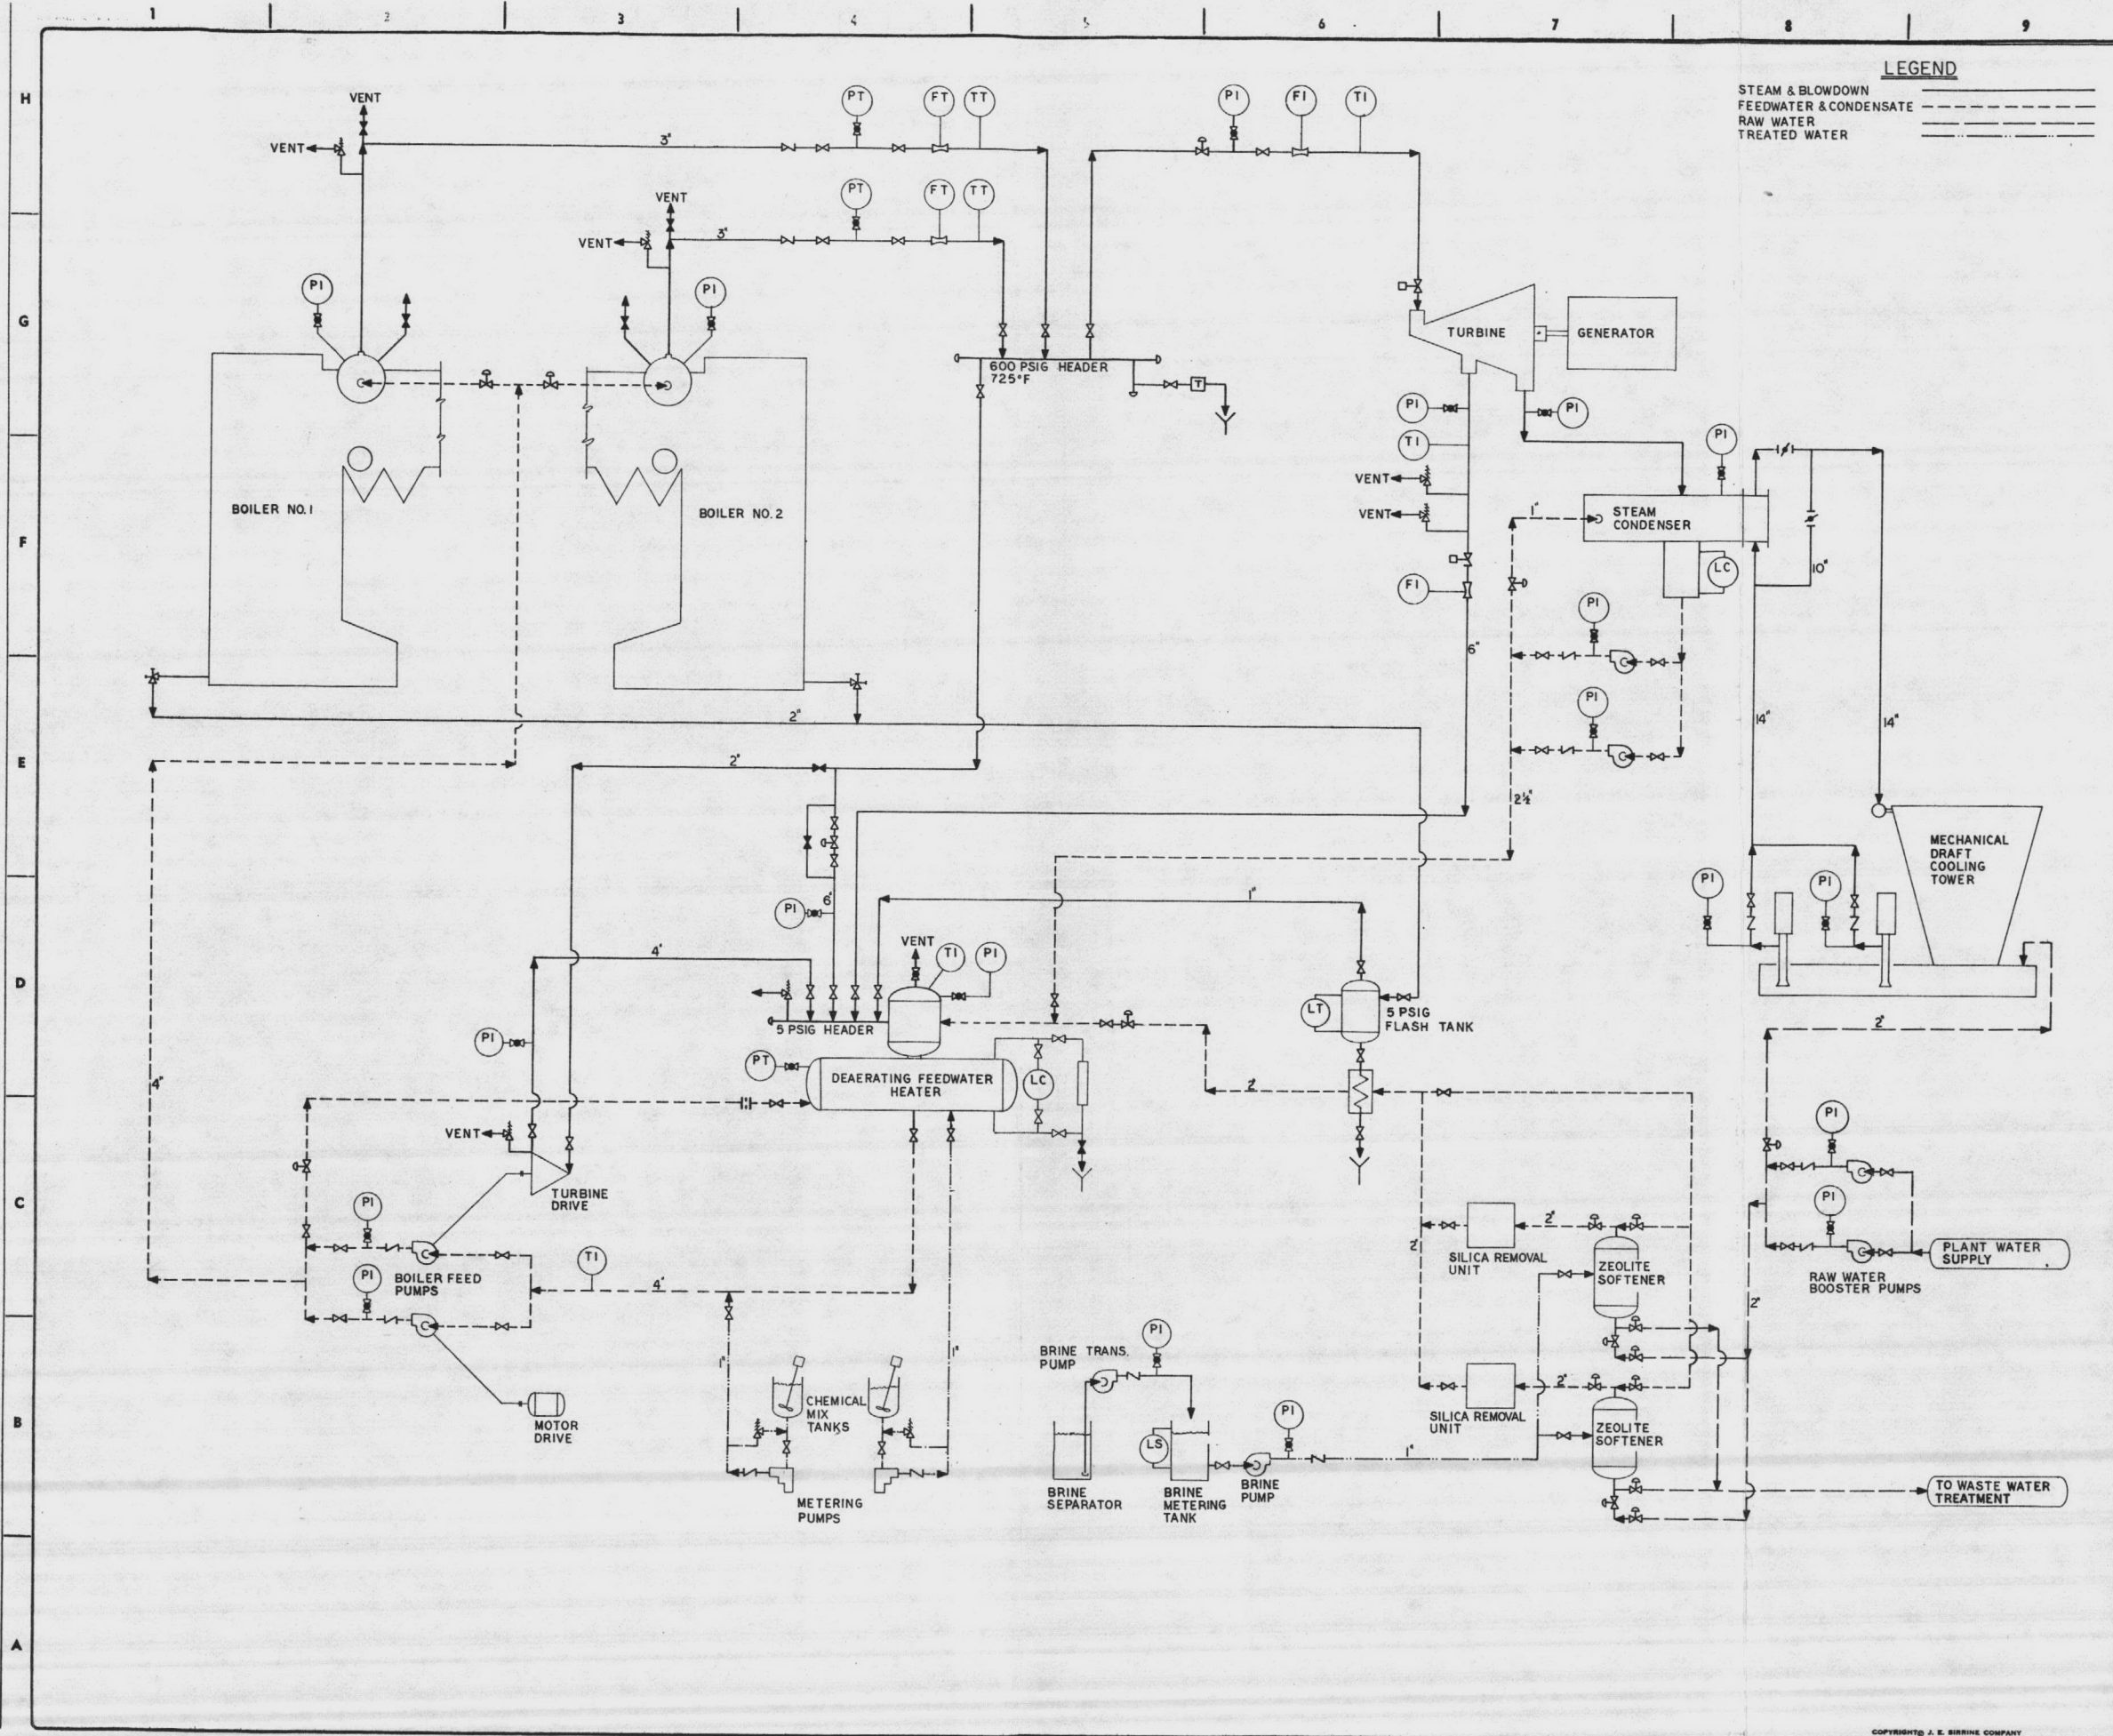 1 2 3 4 5 6 7 8 9
H
G
F
E
D
C
B
A
LEGEND
STEAM & BLOWDOWN
FEEDWATER & CONDENSATE
RAW WATER
TREATED WATER
VENT
VENT
3"
PT
FT
TT
PI
FI
TI
VENT
VENT
3"
PT
FT
TT
PI
PI
600 PSIG HEADER
725°F
T
TURBINE
GENERATOR
PI
PI
TI
VENT
VENT
FI
6"
BOILER NO. 1
BOILER NO. 2
PI
STEAM
CONDENSER
1"
LC
10"
PI
PI
14"
14"
2"
2"
2½"
4"
6"
PI
1"
MECHANICAL
DRAFT
COOLING
TOWER
PI
PI
4"
VENT
TI
PI
5 PSIG HEADER
PI
PT
DEAERATING FEEDWATER
HEATER
LC
LT
5 PSIG
FLASH TANK
2
2"
VENT
TURBINE
DRIVE
PI
PI
BOILER FEED
PUMPS
TI
4"
MOTOR
DRIVE
1"
1"
CHEMICAL
MIX
TANKS
METERING
PUMPS
BRINE TRANS.
PUMP
PI
LS
BRINE
SEPARATOR
BRINE
METERING
TANK
BRINE
PUMP
PI
1"
2"
2"
SILICA REMOVAL
UNIT
ZEOLITE
SOFTENER
2"
SILICA REMOVAL
UNIT
ZEOLITE
SOFTENER
2"
PI
PI
RAW WATER
BOOSTER PUMPS
PLANT WATER
SUPPLY
TO WASTE WATER
TREATMENT
COPYRIGHT© J. E. SIRRINE COMPANY